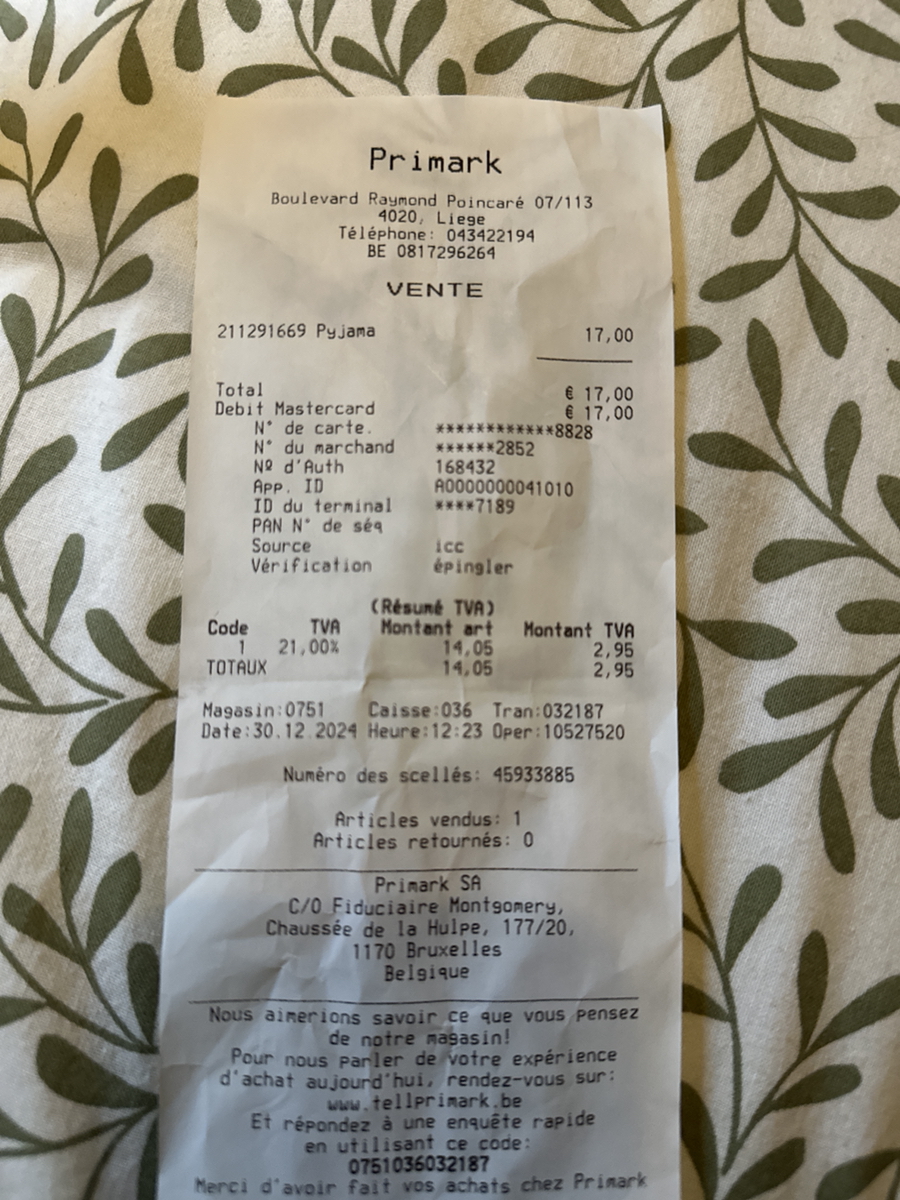 Primark
Boulevard Raymond Poincaré 07/113
4020, Liege
Téléphone: 043422194
BE 0817296264
VENTE
211291669 Pyjama 17,00
Total € 17,00
Debit Mastercard € 17,00
N° de carte. ************8828
N° du marchand ******2852
Nº d'Auth 168432
App. ID A0000000041010
ID du terminal ****7189
PAN N° de séq
Source icc
Vérification épingler
(Résumé TVA)
Code TVA Montant art Montant TVA
1 21,00% 14,05 2,95
TOTAUX 14,05 2,95
Magasin:0751 Caisse:036 Tran:032187
Date:30.12.2024 Heure:12:23 Oper:10527520
Numéro des scellés: 45933885
Articles vendus: 1
Articles retournés: 0
Primark SA
C/O Fiduciaire Montgomery,
Chaussée de la Hulpe, 177/20,
1170 Bruxelles
Belgique
Nous aimerions savoir ce que vous pensez
de notre magasin!
Pour nous parler de votre expérience
d'achat aujourd'hui, rendez-vous sur:
www.tellprimark.be
Et répondez à une enquête rapide
en utilisant ce code:
0751036032187
Merci d'avoir fait vos achats chez Primark